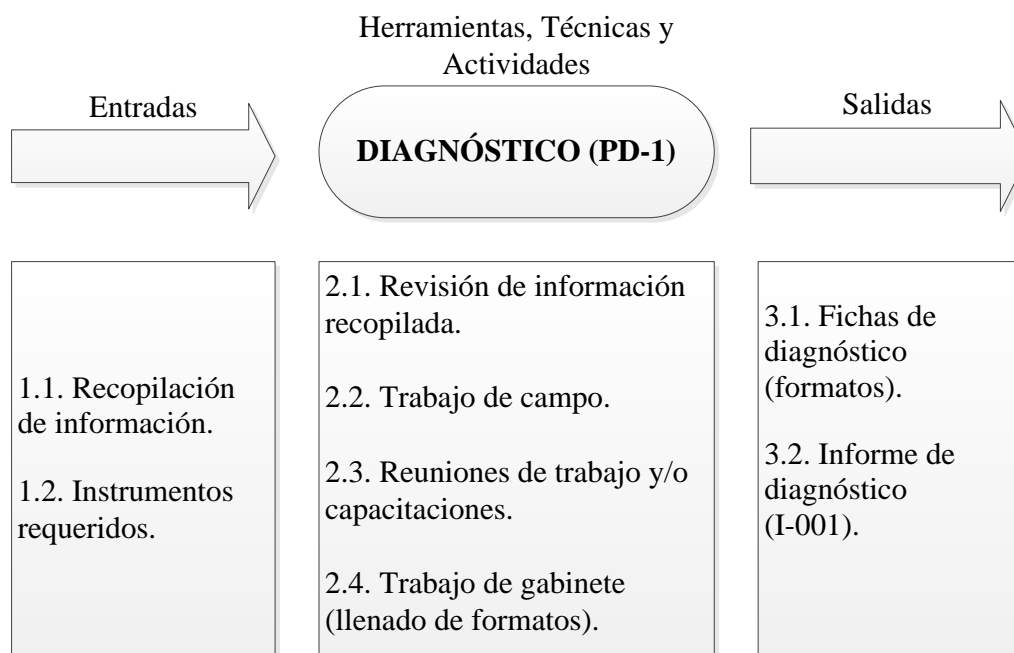 Herramientas, Técnicas y
Actividades
Entradas
DIAGNÓSTICO (PD-1)
Salidas
1.1. Recopilación
de información.
1.2. Instrumentos
requeridos.
2.1. Revisión de información
recopilada.
2.2. Trabajo de campo.
2.3. Reuniones de trabajo y/o
capacitaciones.
2.4. Trabajo de gabinete
(llenado de formatos).
3.1. Fichas de
diagnóstico
(formatos).
3.2. Informe de
diagnóstico
(I-001).